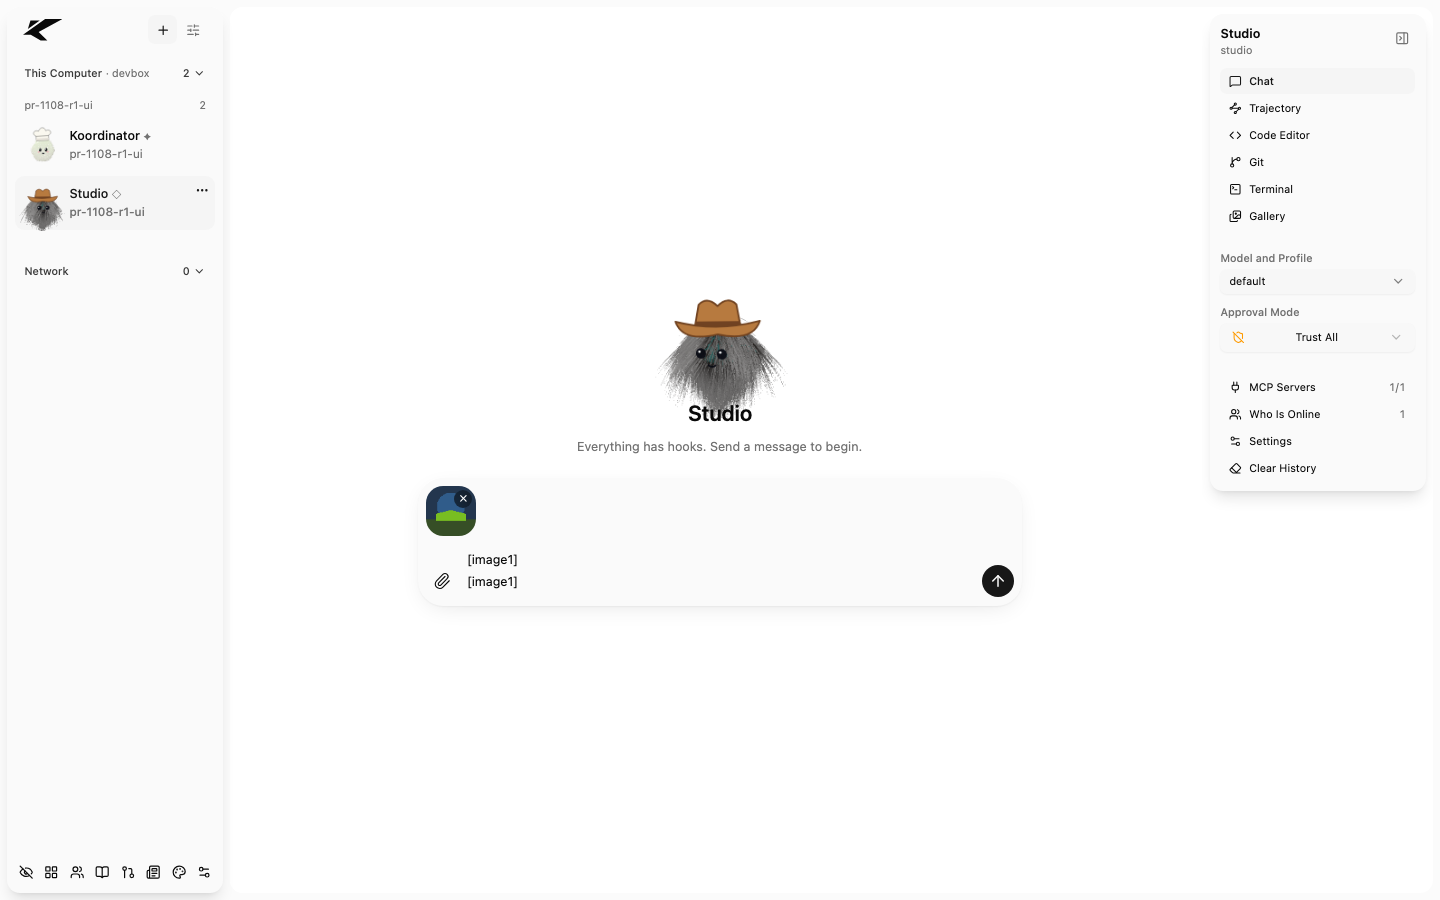 This Computer · devbox 2
pr-1108-r1-ui 2
Koordinator
pr-1108-r1-ui
Studio
pr-1108-r1-ui
Network 0
Studio
Everything has hooks. Send a message to begin.
[image1]
[image1]
Studio
studio
Chat
Trajectory
Code Editor
Git
Terminal
Gallery
Model and Profile
default
Approval Mode
Trust All
MCP Servers 1/1
Who Is Online 1
Settings
Clear History